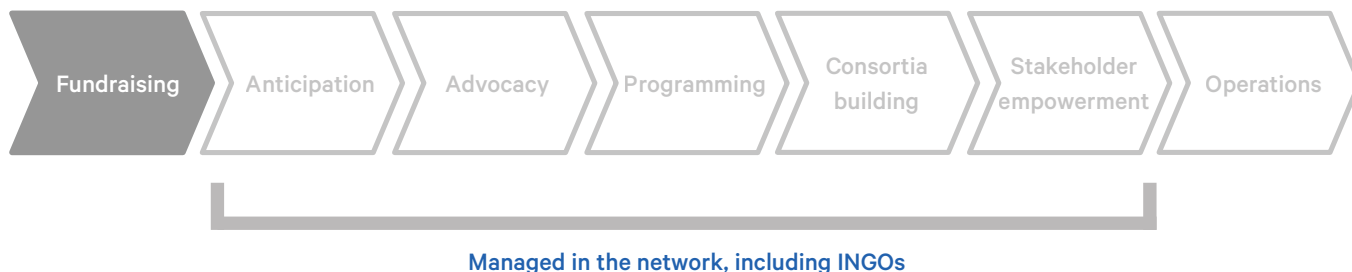 Fundraising
Anticipation
Advocacy
Programming
Consortia
building
Stakeholder
empowerment
Operations
Managed in the network, including INGOs